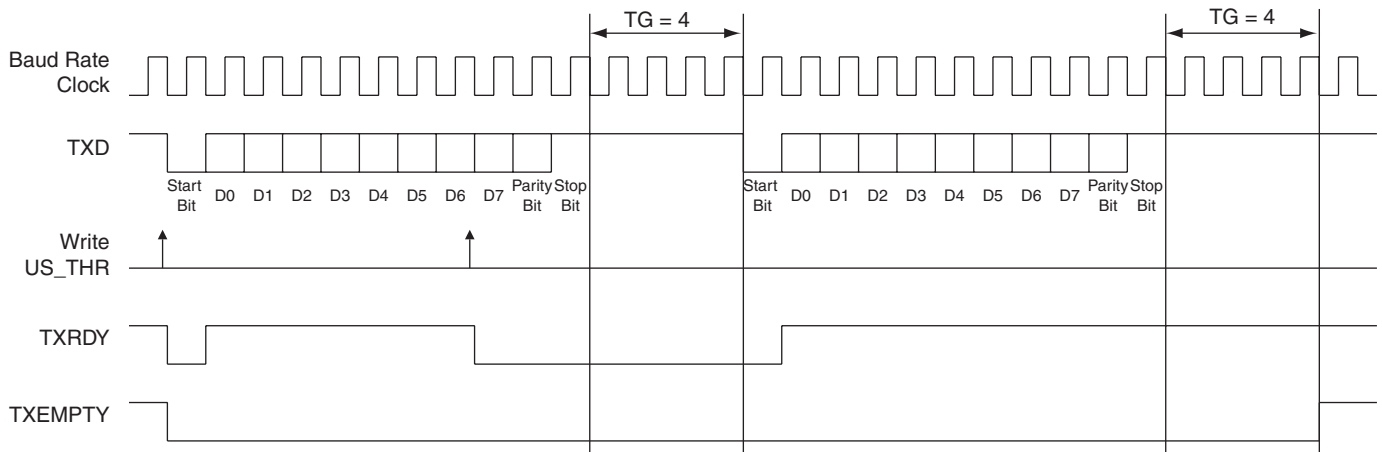 TG = 4
TG = 4
Baud Rate
Clock
TXD
Start
Bit
D0
D1
D2
D3
D4
D5
D6
D7
Parity
Bit
Stop
Bit
Start
Bit
D0
D1
D2
D3
D4
D5
D6
D7
Parity
Bit
Stop
Bit
Write
US_THR
TXRDY
TXEMPTY